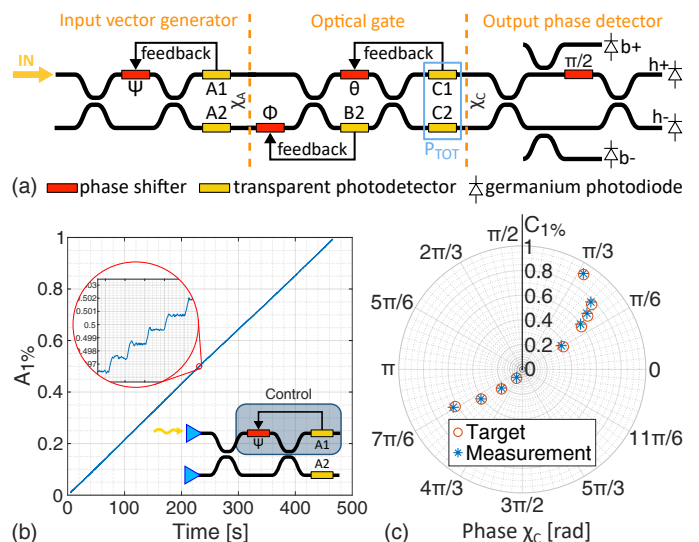 Input vector generator Optical gate Output phase detector
feedback feedback b+
IN Ψ A1 θ C1 π/2 h+
χA χC
A2 Φ B2 C2 h-
feedback PTOT b-
(a) phase shifter transparent photodetector germanium photodiode
1
0.8
0.6
0.4
0.2
0
A1%
.503
0.501
0.5
0.499
.497
0 100 200 300 400 500
Time [s]
Control
Ψ A1
A2
(b)
C1%
1
0.8
0.6
0.4
0.2
0
π/2
2π/3 π/3
5π/6 π/6
π 0
7π/6 11π/6
4π/3 5π/3
3π/2
Target
Measurement
(c) Phase χC [rad]